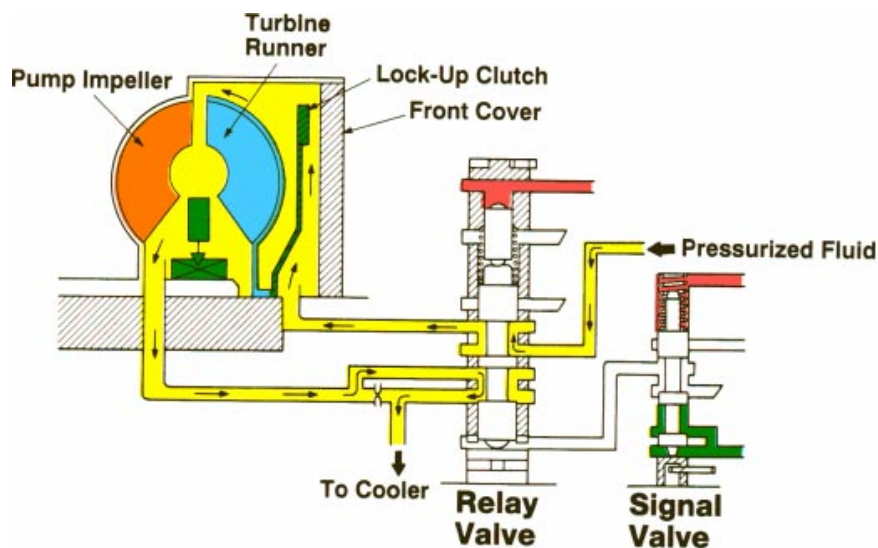 Turbine
Runner
Pump Impeller
Lock-Up Clutch
Front Cover
Pressurized Fluid
To Cooler
Relay
Valve
Signal
Valve